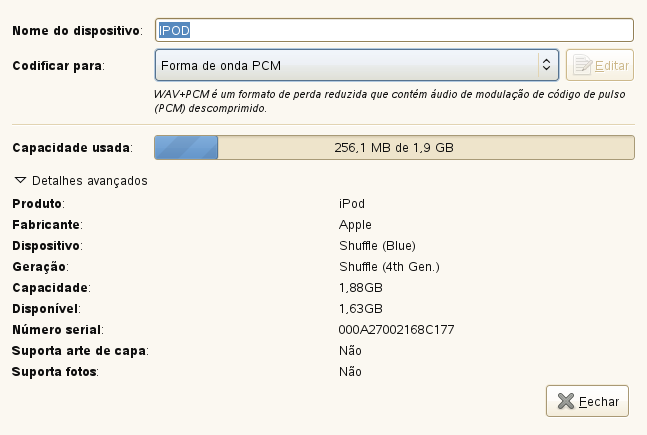 Nome do dispositivo: IPOD
Codificar para: Forma de onda PCM Editar
WAV+PCM é um formato de perda reduzida que contém áudio de modulação de código de pulso
(PCM) descomprimido.
Capacidade usada: 256,1 MB de 1,9 GB
Detalhes avançados
Produto: iPod
Fabricante: Apple
Dispositivo: Shuffle (Blue)
Geração: Shuffle (4th Gen.)
Capacidade: 1,88GB
Disponível: 1,63GB
Número serial: 000A27002168C177
Suporta arte de capa: Não
Suporta fotos: Não
Fechar